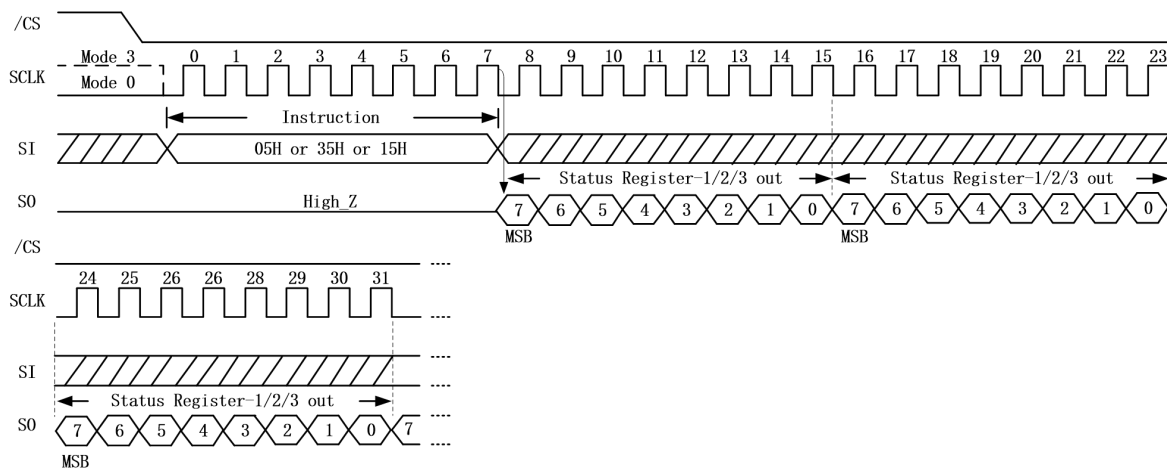 /CS
Mode 3 0 1 2 3 4 5 6 7 8 9 10 11 12 13 14 15 16 17 18 19 20 21 22 23
SCLK
Mode 0
Instruction
SI 05H or 35H or 15H
Status Register-1/2/3 out Status Register-1/2/3 out
SO High_Z 7 6 5 4 3 2 1 0 7 6 5 4 3 2 1 0
MSB MSB
/CS
24 25 26 26 28 29 30 31
SCLK
SI
Status Register-1/2/3 out
SO 7 6 5 4 3 2 1 0 7
MSB